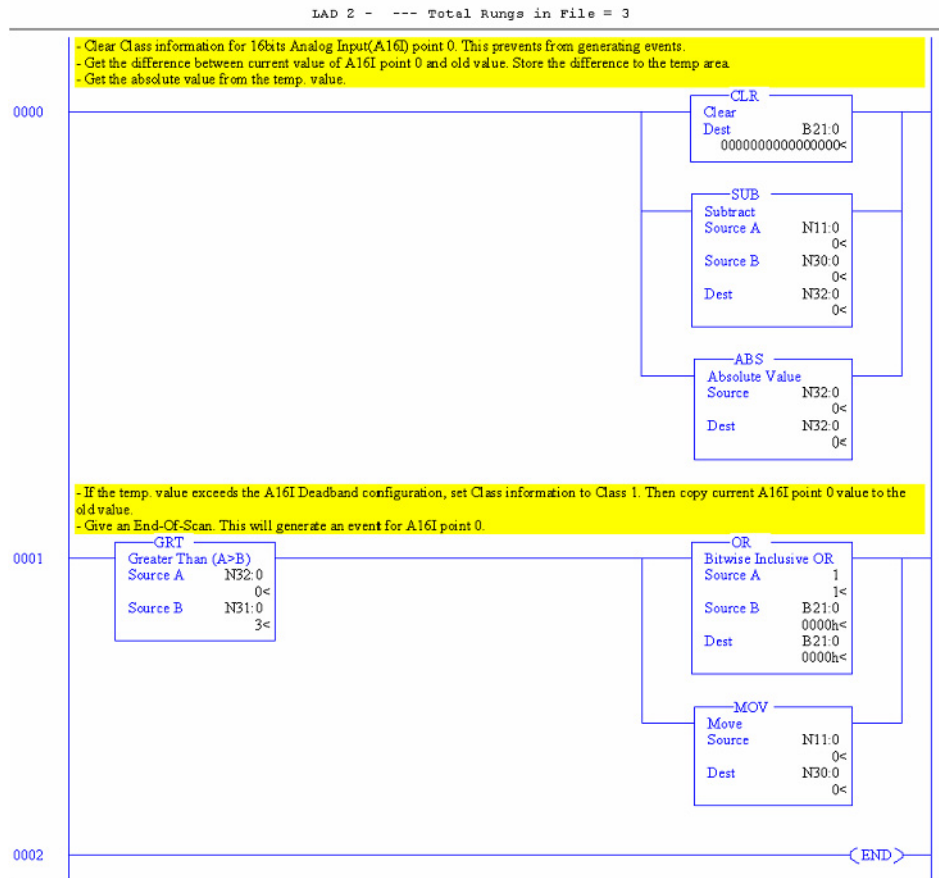 LAD 2 - --- Total Rungs in File = 3
- Clear Class information for 16bits Analog Input(A16I) point 0. This prevents from generating events.
- Get the difference between current value of A16I point 0 and old value. Store the difference to the temp area.
- Get the absolute value from the temp. value.
0000
CLR
Clear
Dest B21:0
0000000000000000<
SUB
Subtract
Source A N11:0
0<
Source B N30:0
0<
Dest N32:0
0<
ABS
Absolute Value
Source N32:0
0<
Dest N32:0
0<
- If the temp. value exceeds the A16I Deadband configuration, set Class information to Class 1. Then copy current A16I point 0 value to the
old value.
- Give an End-Of-Scan. This will generate an event for A16I point 0.
0001
GRT
Greater Than (A>B)
Source A N32:0
0<
Source B N31:0
3<
OR
Bitwise Inclusive OR
Source A 1
1<
Source B B21:0
0000h<
Dest B21:0
0000h<
MOV
Move
Source N11:0
0<
Dest N30:0
0<
0002
END